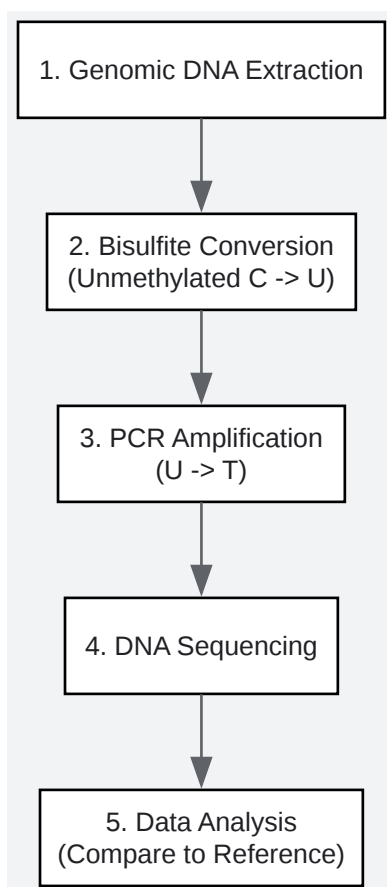 1. Genomic DNA Extraction
2. Bisulfite Conversion
(Unmethylated C -> U)
3. PCR Amplification
(U -> T)
4. DNA Sequencing
5. Data Analysis
(Compare to Reference)